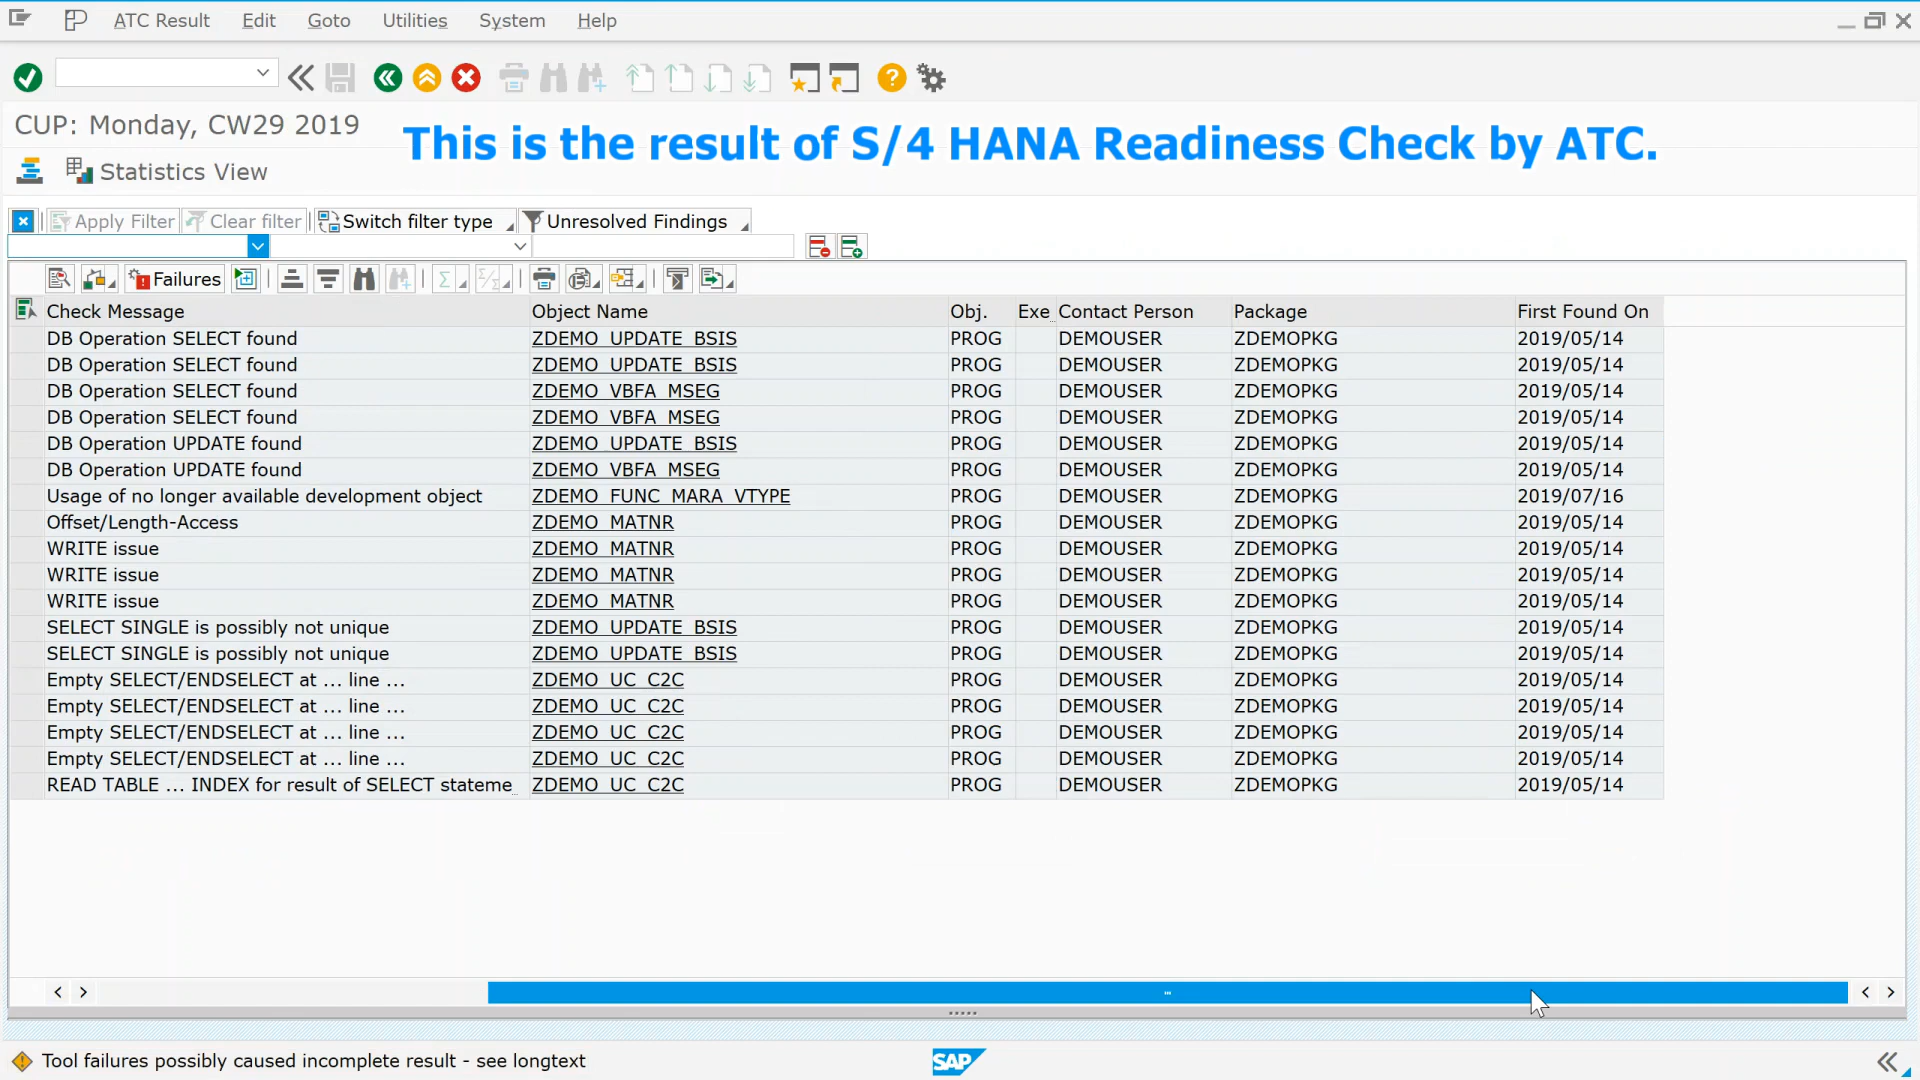 ATC Result Edit Goto Utilities System Help
CUP: Monday, CW29 2019
This is the result of S/4 HANA Readiness Check by ATC.
Statistics View
Apply Filter Clear filter Switch filter type Unresolved Findings
Failures
Check Message Object Name Obj. Exe Contact Person Package First Found On
DB Operation SELECT found ZDEMO_UPDATE_BSIS PROG DEMOUSER ZDEMOPKG 2019/05/14
DB Operation SELECT found ZDEMO_UPDATE_BSIS PROG DEMOUSER ZDEMOPKG 2019/05/14
DB Operation SELECT found ZDEMO_VBFA_MSEG PROG DEMOUSER ZDEMOPKG 2019/05/14
DB Operation SELECT found ZDEMO_VBFA_MSEG PROG DEMOUSER ZDEMOPKG 2019/05/14
DB Operation UPDATE found ZDEMO_UPDATE_BSIS PROG DEMOUSER ZDEMOPKG 2019/05/14
DB Operation UPDATE found ZDEMO_VBFA_MSEG PROG DEMOUSER ZDEMOPKG 2019/05/14
Usage of no longer available development object ZDEMO_FUNC_MARA_VTYPE PROG DEMOUSER ZDEMOPKG 2019/07/16
Offset/Length-Access ZDEMO_MATNR PROG DEMOUSER ZDEMOPKG 2019/05/14
WRITE issue ZDEMO_MATNR PROG DEMOUSER ZDEMOPKG 2019/05/14
WRITE issue ZDEMO_MATNR PROG DEMOUSER ZDEMOPKG 2019/05/14
WRITE issue ZDEMO_MATNR PROG DEMOUSER ZDEMOPKG 2019/05/14
SELECT SINGLE is possibly not unique ZDEMO_UPDATE_BSIS PROG DEMOUSER ZDEMOPKG 2019/05/14
SELECT SINGLE is possibly not unique ZDEMO_UPDATE_BSIS PROG DEMOUSER ZDEMOPKG 2019/05/14
Empty SELECT/ENDSELECT at ... line ... ZDEMO_UC_C2C PROG DEMOUSER ZDEMOPKG 2019/05/14
Empty SELECT/ENDSELECT at ... line ... ZDEMO_UC_C2C PROG DEMOUSER ZDEMOPKG 2019/05/14
Empty SELECT/ENDSELECT at ... line ... ZDEMO_UC_C2C PROG DEMOUSER ZDEMOPKG 2019/05/14
Empty SELECT/ENDSELECT at ... line ... ZDEMO_UC_C2C PROG DEMOUSER ZDEMOPKG 2019/05/14
READ TABLE ... INDEX for result of SELECT stateme ZDEMO_UC_C2C PROG DEMOUSER ZDEMOPKG 2019/05/14
Tool failures possibly caused incomplete result - see longtext
SAP